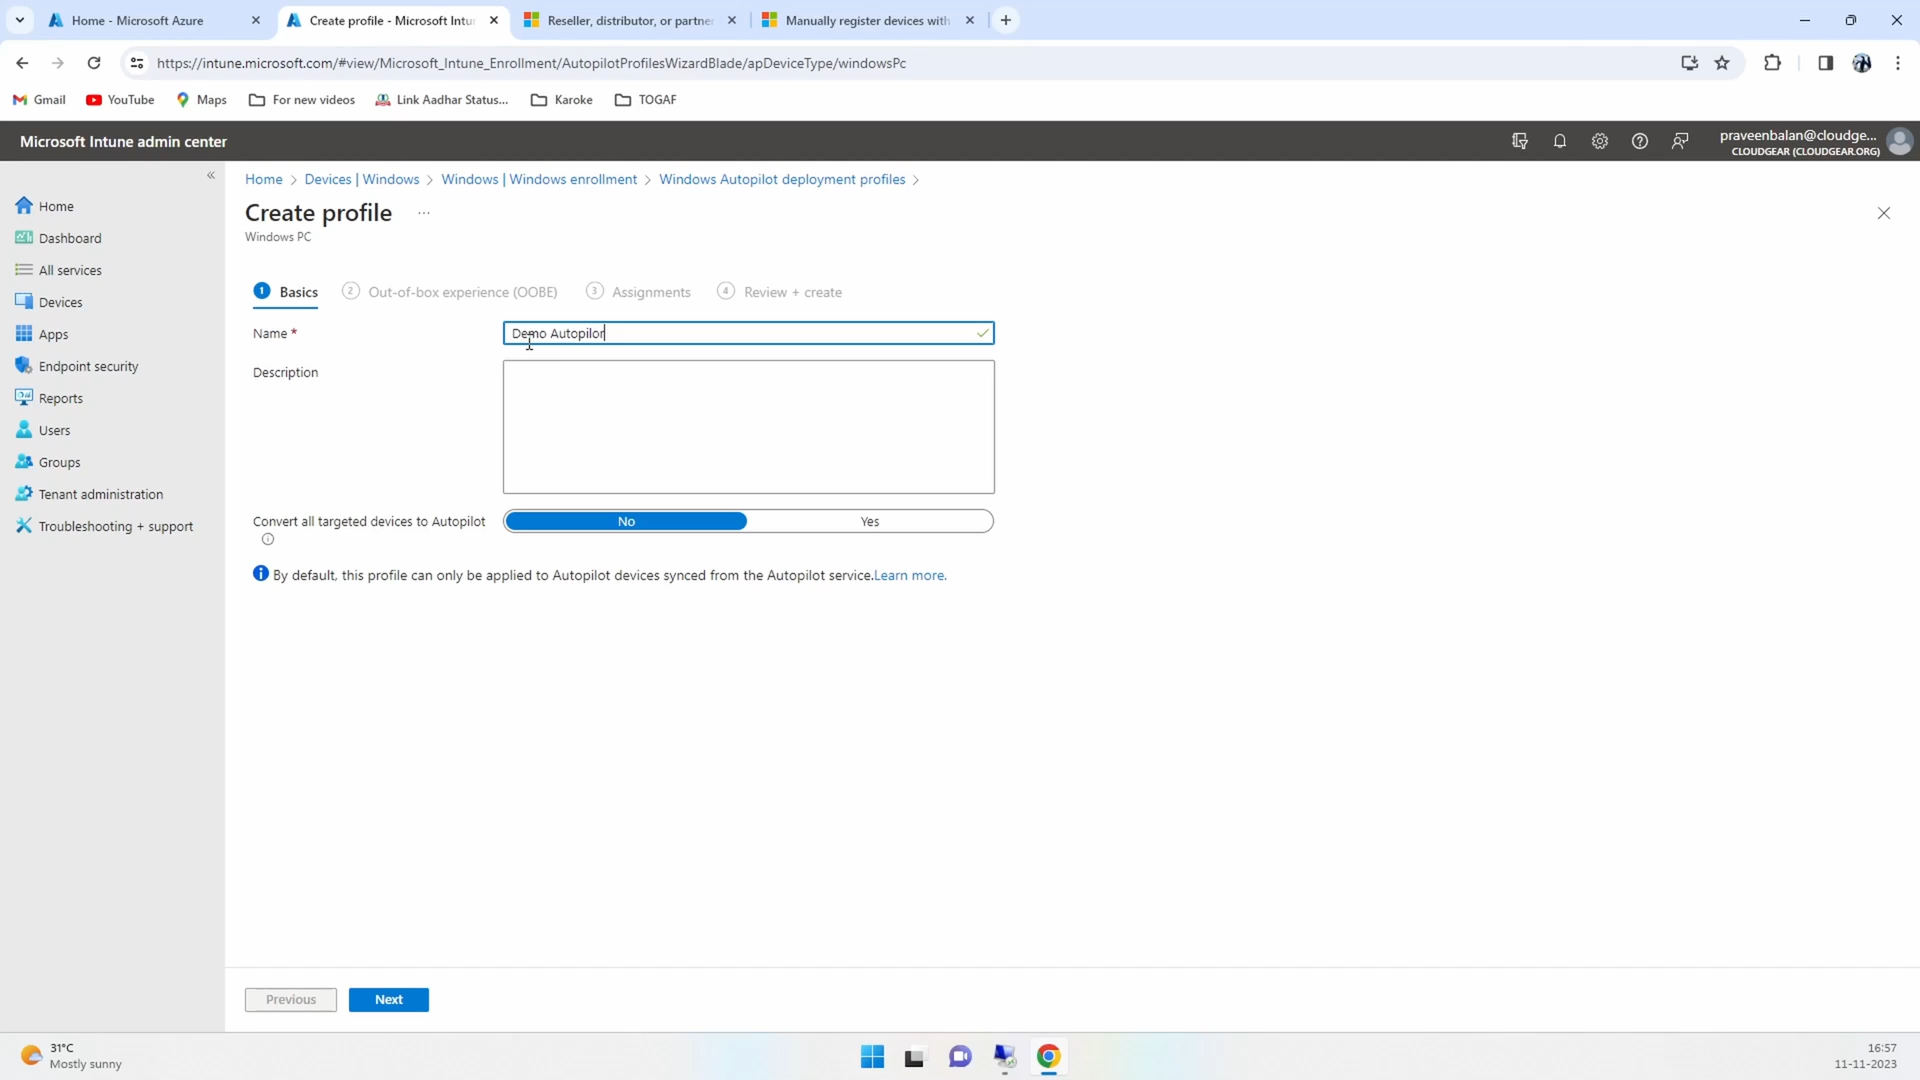 Home - Microsoft Azure
Create profile - Microsoft Intu
Reseller, distributor, or partne
Manually register devices with
https://intune.microsoft.com/#view/Microsoft_Intune_Enrollment/AutopilotProfilesWizardBlade/apDeviceType/windowsPc
Gmail
YouTube
Maps
For new videos
Link Aadhar Status...
Karoke
TOGAF
Microsoft Intune admin center
praveenbalan@cloudge...
CLOUDGEAR (CLOUDGEAR.ORG)
Home > Devices | Windows > Windows | Windows enrollment > Windows Autopilot deployment profiles >
Create profile ...
Windows PC
Home
Dashboard
All services
Devices
Apps
Endpoint security
Reports
Users
Groups
Tenant administration
Troubleshooting + support
1 Basics
2 Out-of-box experience (OOBE)
3 Assignments
4 Review + create
Name *
Demo Autopilor
Description
Convert all targeted devices to Autopilot
No
Yes
By default, this profile can only be applied to Autopilot devices synced from the Autopilot service.Learn more.
Previous
Next
31°C
Mostly sunny
16:57
11-11-2023